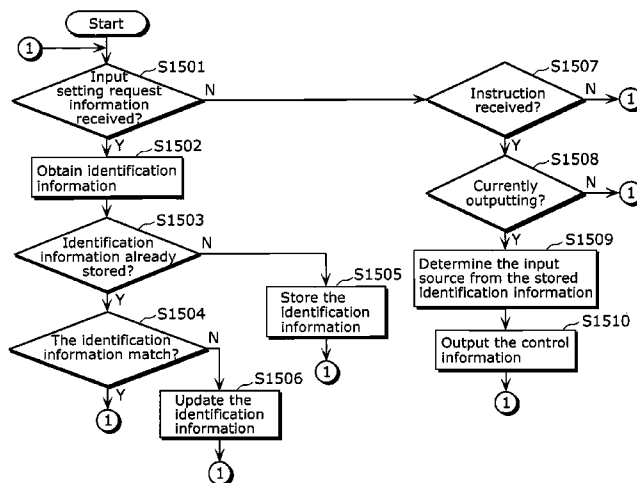 Start
1
S1501
Input
setting request
information
received?
N
Y
S1502
Obtain identification
information
S1503
Identification
information already
stored?
N
Y
S1504
The identification
information match?
N
Y
1
S1505
Store the
identification
information
1
S1506
Update the
identification
information
1
S1507
Instruction
received?
N
1
Y
S1508
Currently
outputting?
N
1
Y
S1509
Determine the input
source from the stored
identification information
S1510
Output the control
information
1